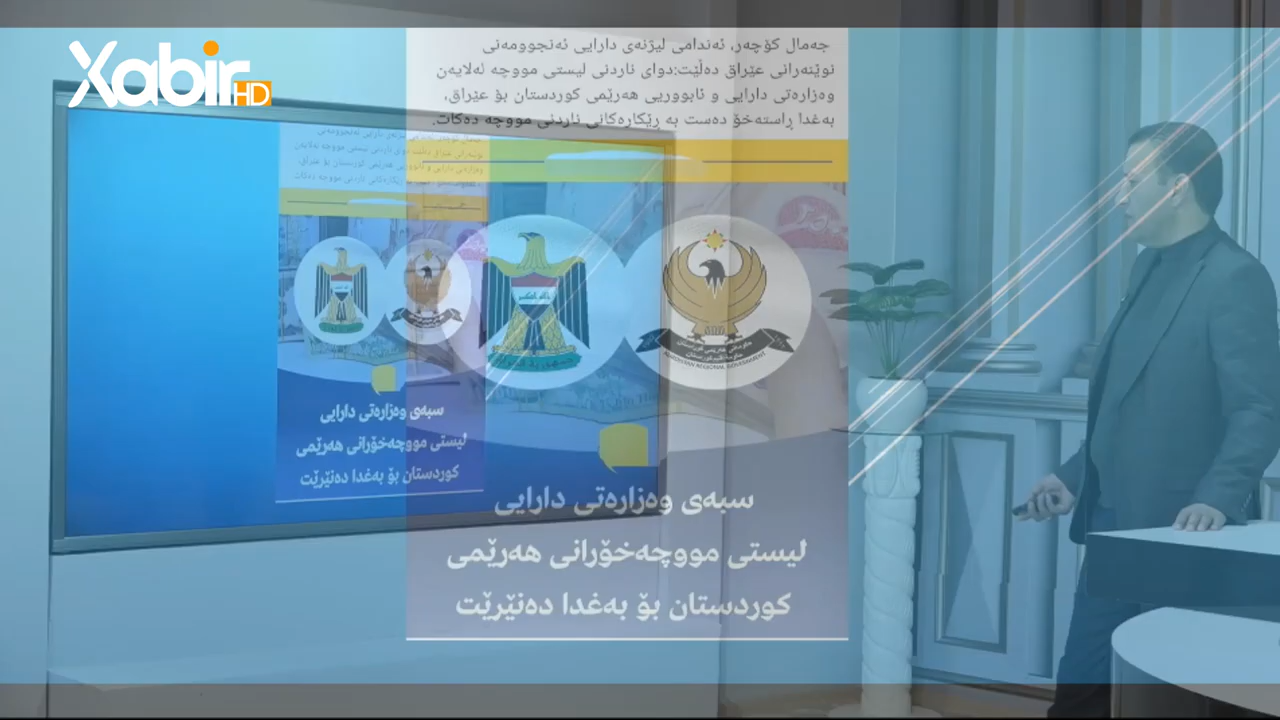 Xabir HD
جەمال کۆچەر، ئەندامی لیژنەی دارایی ئەنجوومەنی
نوێنەرانی عێراق دەڵێت:دوای ناردنی لیستی مووچە لەلایەن
وەزارەتی دارایی و ئابووریی هەرێمی کوردستان بۆ عێراق،
بەغدا ڕاستەخۆ دەست بە ڕێکارەکانی ناردنی مووچە دەکات.
سبەی وەزارەتی دارایی
لیستی مووچەخۆرانی هەرێمی
کوردستان بۆ بەغدا دەنێرێت
سبەی وەزارەتی دارایی
لیستی مووچەخۆرانی هەرێمی
کوردستان بۆ بەغدا دەنێرێت